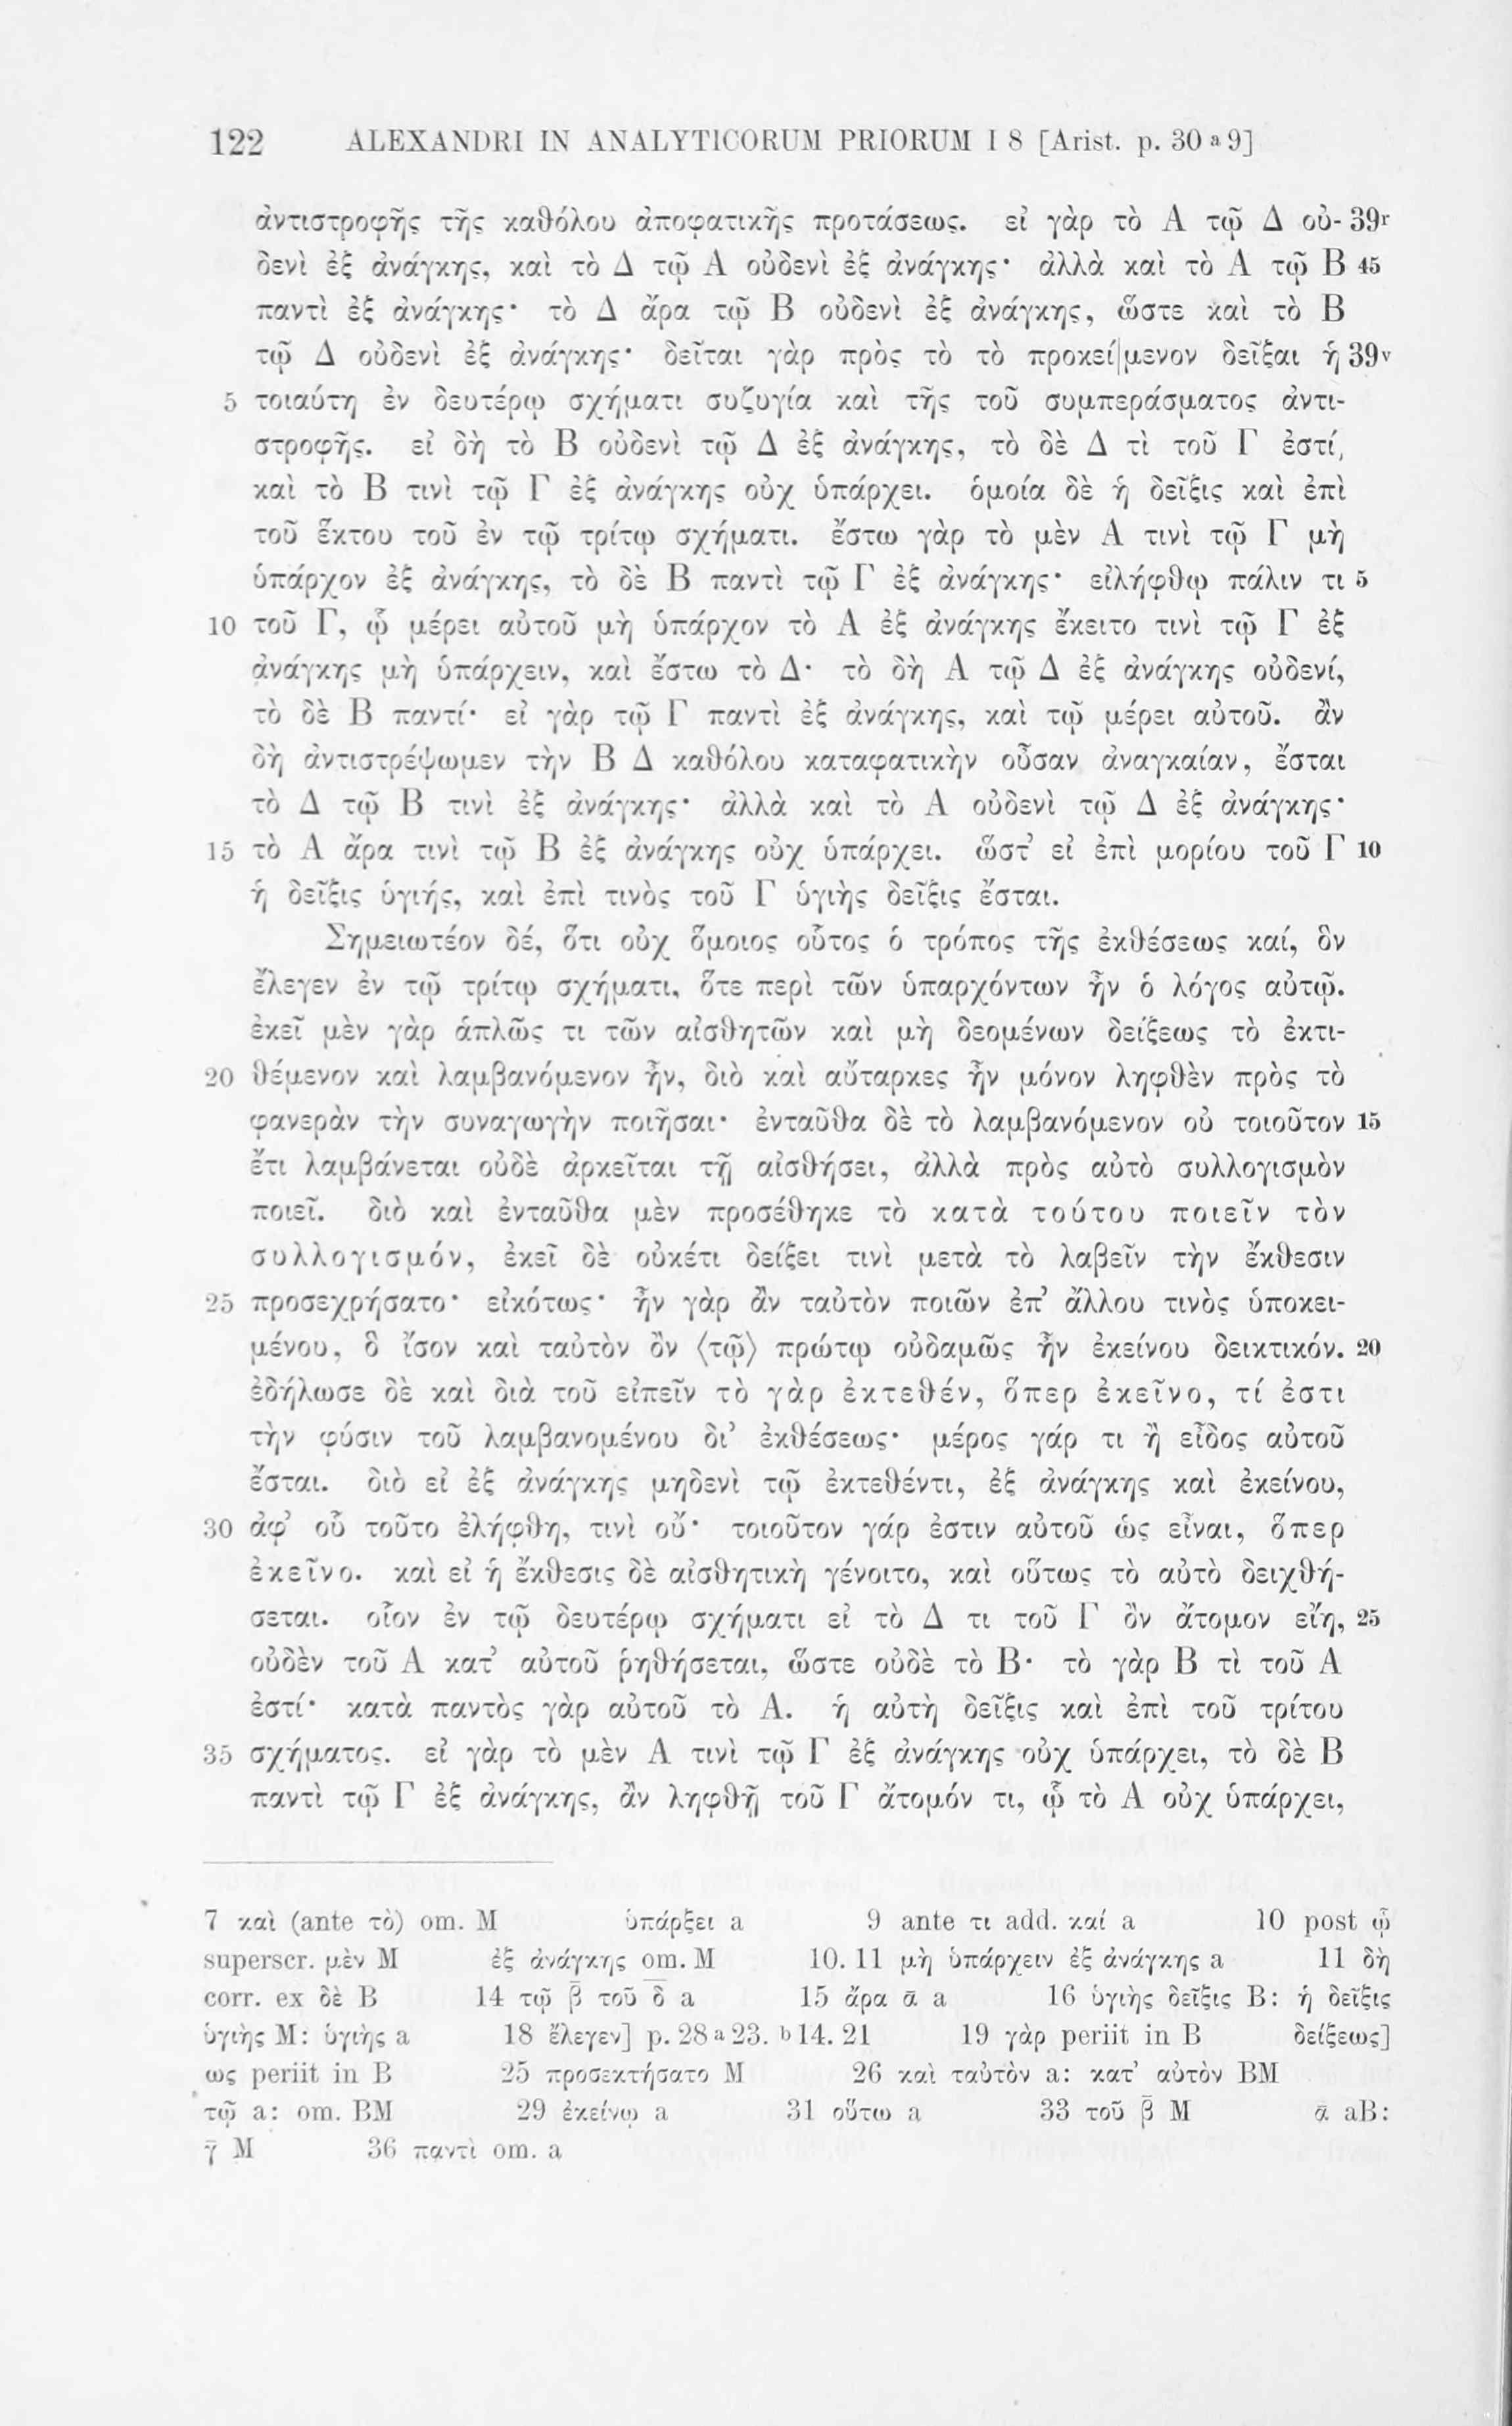 122 ALEXANDRI IN ANALYTICORUM PRIORUM I 8 [Arist. p. 30 a 9]
ἀντιστροφῆς τῆς καθόλου ἀποφατικῆς προτάσεως. εἰ γὰρ τὸ Α τῷ Δ οὐ- 39r
δενὶ ἐξ ἀνάγκης, καὶ τὸ Δ τῷ Α οὐδενὶ ἐξ ἀνάγκης· ἀλλὰ καὶ τὸ Α τῷ Β 45
παντὶ ἐξ ἀνάγκης· τὸ Δ ἄρα τῷ Β οὐδενὶ ἐξ ἀνάγκης, ὥστε καὶ τὸ Β
τῷ Δ οὐδενὶ ἐξ ἀνάγκης· δεῖται γὰρ πρὸς τὸ τὸ προκεί|μενον δεῖξαι ἡ 39v
5 τοιαύτη ἐν δευτέρῳ σχήματι συζυγία καὶ τῆς τοῦ συμπεράσματος ἀντι-
στροφῆς. εἰ δὴ τὸ Β οὐδενὶ τῷ Δ ἐξ ἀνάγκης, τὸ δὲ Δ τὶ τοῦ Γ ἐστί,
καὶ τὸ Β τινὶ τῷ Γ ἐξ ἀνάγκης οὐχ ὑπάρχει. ὁμοία δὲ ἡ δεῖξις καὶ ἐπὶ
τοῦ ἕκτου τοῦ ἐν τῷ τρίτῳ σχήματι. ἔστω γὰρ τὸ μὲν Α τινὶ τῷ Γ μὴ
ὑπάρχον ἐξ ἀνάγκης, τὸ δὲ Β παντὶ τῷ Γ ἐξ ἀνάγκης· εἰλήφθω πάλιν τι 5
10 τοῦ Γ, ᾧ μέρει αὐτοῦ μὴ ὑπάρχον τὸ Α ἐξ ἀνάγκης ἔκειτο τινὶ τῷ Γ ἐξ
ἀνάγκης μὴ ὑπάρχειν, καὶ ἔστω τὸ Δ· τὸ δὴ Α τῷ Δ ἐξ ἀνάγκης οὐδενί,
τὸ δὲ Β παντί· εἰ γὰρ τῷ Γ παντὶ ἐξ ἀνάγκης, καὶ τῷ μέρει αὐτοῦ. ἂν
δὴ ἀντιστρέψωμεν τὴν Β Δ καθόλου καταφατικὴν οὖσαν ἀναγκαίαν, ἔσται
τὸ Δ τῷ Β τινὶ ἐξ ἀνάγκης· ἀλλὰ καὶ τὸ Α οὐδενὶ τῷ Δ ἐξ ἀνάγκης·
15 τὸ Α ἄρα τινὶ τῷ Β ἐξ ἀνάγκης οὐχ ὑπάρχει. ὥστ’ εἰ ἐπὶ μορίου τοῦ Γ 10
ἡ δεῖξις ὑγιής, καὶ ἐπὶ τινὸς τοῦ Γ ὑγιὴς δεῖξις ἔσται.
Σημειωτέον δέ, ὅτι οὐχ ὅμοιος οὗτος ὁ τρόπος τῆς ἐκθέσεως καί, ὃν
ἔλεγεν ἐν τῷ τρίτῳ σχήματι, ὅτε περὶ τῶν ὑπαρχόντων ἦν ὁ λόγος αὐτῷ.
ἐκεῖ μὲν γὰρ ἁπλῶς τι τῶν αἰσθητῶν καὶ μὴ δεομένων δείξεως τὸ ἐκτι-
20 θέμενον καὶ λαμβανόμενον ἦν, διὸ καὶ αὔταρκες ἦν μόνον ληφθὲν πρὸς τὸ
φανερὰν τὴν συναγωγὴν ποιῆσαι· ἐνταῦθα δὲ τὸ λαμβανόμενον οὐ τοιοῦτον 15
ἔτι λαμβάνεται οὐδὲ ἀρκεῖται τῇ αἰσθήσει, ἀλλὰ πρὸς αὐτὸ συλλογισμὸν
ποιεῖ. διὸ καὶ ἐνταῦθα μὲν προσέθηκε τὸ κατὰ τούτου ποιεῖν τὸν
συλλογισμόν, ἐκεῖ δὲ οὐκέτι δείξει τινὶ μετὰ τὸ λαβεῖν τὴν ἔκθεσιν
25 προσεχρήσατο· εἰκότως· ἦν γὰρ ἂν ταὐτὸν ποιῶν ἐπ’ ἄλλου τινὸς ὑποκει-
μένου, ὃ ἴσον καὶ ταὐτὸν ὂν ⟨τῷ⟩ πρώτῳ οὐδαμῶς ἦν ἐκείνου δεικτικόν. 20
ἐδήλωσε δὲ καὶ διὰ τοῦ εἰπεῖν τὸ γὰρ ἐκτεθέν, ὅπερ ἐκεῖνο, τί ἐστι
τὴν φύσιν τοῦ λαμβανομένου δι’ ἐκθέσεως· μέρος γάρ τι ἢ εἶδος αὐτοῦ
ἔσται. διὸ εἰ ἐξ ἀνάγκης μηδενὶ τῷ ἐκτεθέντι, ἐξ ἀνάγκης καὶ ἐκείνου,
30 ἀφ’ οὗ τοῦτο ἐλήφθη, τινὶ οὔ· τοιοῦτον γάρ ἐστιν αὐτοῦ ὡς εἶναι, ὅπερ
ἐκεῖνο. καὶ εἰ ἡ ἔκθεσις δὲ αἰσθητικὴ γένοιτο, καὶ οὕτως τὸ αὐτὸ δειχθή-
σεται. οἷον ἐν τῷ δευτέρῳ σχήματι εἰ τὸ Δ τι τοῦ Γ ὂν ἄτομον εἴη, 25
οὐδὲν τοῦ Α κατ’ αὐτοῦ ῥηθήσεται, ὥστε οὐδὲ τὸ Β· τὸ γὰρ Β τὶ τοῦ Α
ἐστί· κατὰ παντὸς γὰρ αὐτοῦ τὸ Α. ἡ αὐτὴ δεῖξις καὶ ἐπὶ τοῦ τρίτου
35 σχήματος. εἰ γὰρ τὸ μὲν Α τινὶ τῷ Γ ἐξ ἀνάγκης οὐχ ὑπάρχει, τὸ δὲ Β
παντὶ τῷ Γ ἐξ ἀνάγκης, ἂν ληφθῇ τοῦ Γ ἄτομόν τι, ᾧ τὸ Α οὐχ ὑπάρχει,
7 καὶ (ante τὸ) om. M ὑπάρξει a 9 ante τι add. καί a 10 post ᾧ
superscr. μὲν M ἐξ ἀνάγκης om. M 10. 11 μὴ ὑπάρχειν ἐξ ἀνάγκης a 11 δὴ
corr. ex δὲ B 14 τῷ β̄ τοῦ δ̄ a 15 ἄρα ᾱ a 16 ὑγιὴς δεῖξις B: ἡ δεῖξις
ὑγιὴς M: ὑγιὴς a 18 ἔλεγεν] p. 28 a 23. b 14. 21 19 γὰρ periit in B δείξεως]
ως periit in B 25 προσεκτήσατο M 26 καὶ ταὐτὸν a: κατ’ αὐτὸν BM
τῷ a: om. BM 29 ἐκείνῳ a 31 οὕτω a 33 τοῦ β̄ M ᾱ aB:
γ̄ M 36 παντὶ om. a